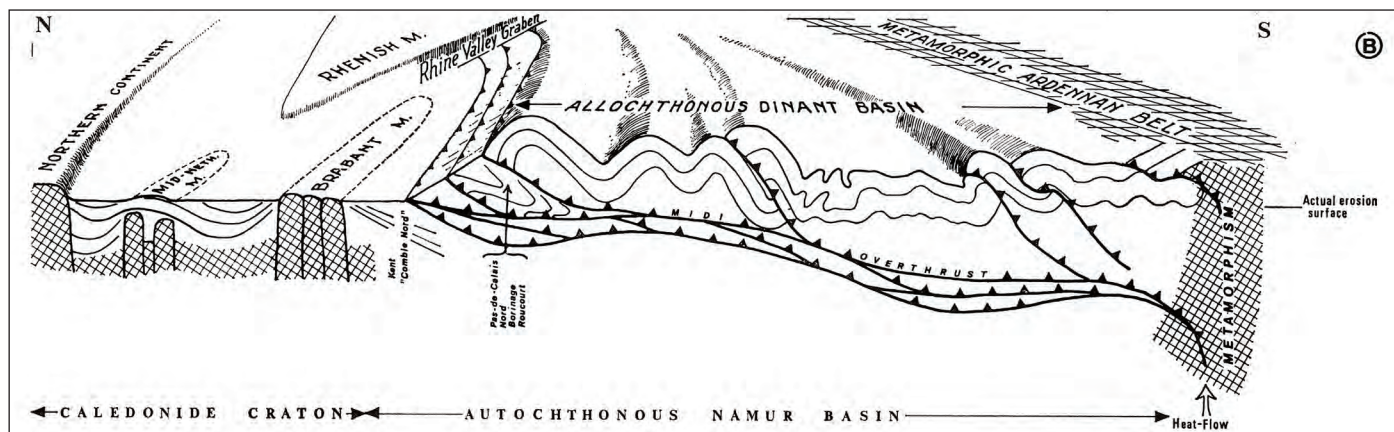 N
S
B
NORTHERN CONTINENT
MID-NETH.
M.
RHENISH M.
Rhine Valley Graben
BRABANT M.
ALLOCHTHONOUS DINANT BASIN
METAMORPHIC ARDENNAN BELT
Actual erosion
surface
MIDI OVERTHRUST
METAMORPHISM
Kent
"Comble Nord"
Pas-de-Calais
Nord
Borinage
Roucourt
CALEDONIDE CRATON
AUTOCHTHONOUS NAMUR BASIN
Heat-Flow